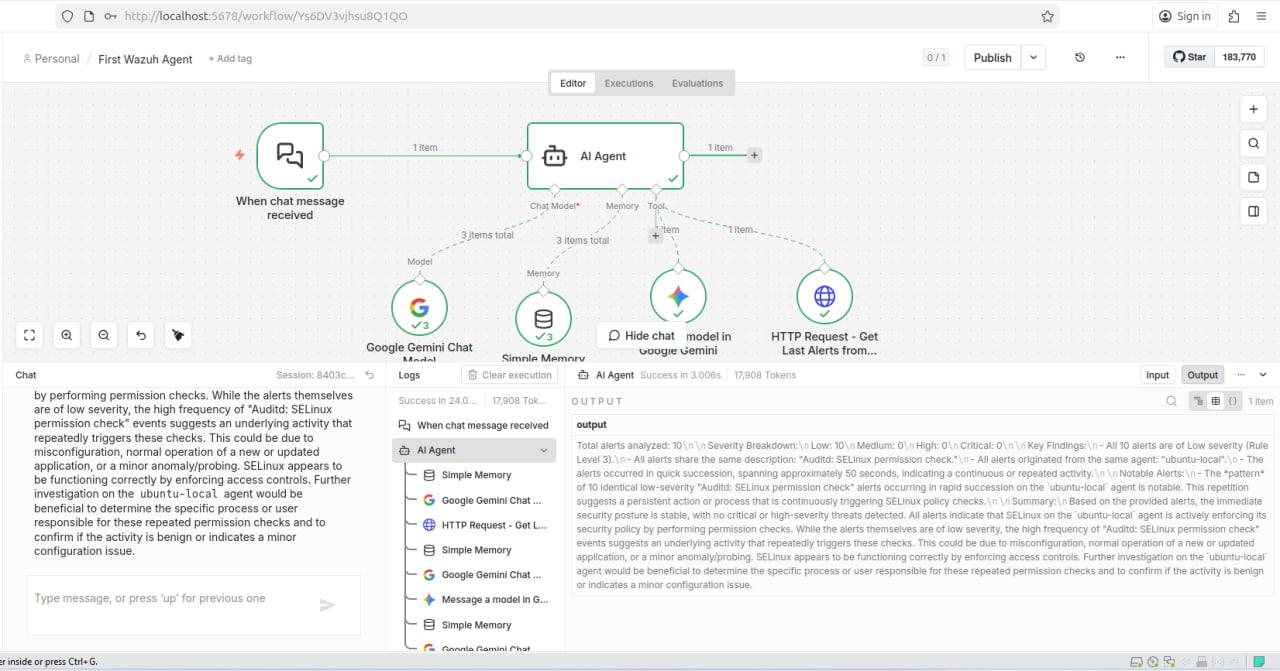 http://localhost:5678/workflow/Ys6DV3vjhsu8Q1QO
Sign in
Personal / First Wazuh Agent + Add tag
0 / 1
Publish
Star 183,770
Editor Executions Evaluations
1 item
AI Agent
1 item
When chat message
received
Chat Model*
Memory
Tool
3 items total
3 items total
item
1 item
Model
Memory
3
3
Hide chat
model in
Google Gemini
HTTP Request - Get
Last Alerts from...
Google Gemini Chat
Model
Simple Memory
Chat
Session: 8403c...
by performing permission checks. While the alerts themselves
are of low severity, the high frequency of "Auditd: SELinux
permission check" events suggests an underlying activity that
repeatedly triggers these checks. This could be due to
misconfiguration, normal operation of a new or updated
application, or a minor anomaly/probing. SELinux appears to
be functioning correctly by enforcing access controls. Further
investigation on the ubuntu-local agent would be
beneficial to determine the specific process or user
responsible for these repeated permission checks and to
confirm if the activity is benign or indicates a minor
configuration issue.
Type message, or press 'up' for previous one
Logs
Clear execution
Success in 24.0...
17,908 Tok...
When chat message received
AI Agent
Simple Memory
Google Gemini Chat ...
HTTP Request - Get L...
Simple Memory
Google Gemini Chat ...
Message a model in G...
Simple Memory
Google Gemini Chat ...
AI Agent Success in 3.006s 17,908 Tokens
Input Output
OUTPUT
1 item
output
Total alerts analyzed: 10\n\n Severity Breakdown:\n Low: 10\n Medium: 0\n High: 0\n Critical: 0\n\n Key Findings:\n - All 10 alerts are of Low severity (Rule
Level 3).\n - All alerts share the same description: "Auditd: SELinux permission check."\n - All alerts originated from the same agent: "ubuntu-local".\n - The
alerts occurred in quick succession, spanning approximately 50 seconds, indicating a continuous or repeated activity.\n\n Notable Alerts:\n - The *pattern*
of 10 identical low-severity "Auditd: SELinux permission check" alerts occurring in rapid succession on the `ubuntu-local` agent is notable. This repetition
suggests a persistent action or process that is continuously triggering SELinux policy checks.\n\n Summary:\n Based on the provided alerts, the immediate
security posture is stable, with no critical or high-severity threats detected. All alerts indicate that SELinux on the `ubuntu-local` agent is actively enforcing its
security policy by performing permission checks. While the alerts themselves are of low severity, the high frequency of "Auditd: SELinux permission check"
events suggests an underlying activity that repeatedly triggers these checks. This could be due to misconfiguration, normal operation of a new or updated
application, or a minor anomaly/probing. SELinux appears to be functioning correctly by enforcing access controls. Further investigation on the `ubuntu-local`
agent would be beneficial to determine the specific process or user responsible for these repeated permission checks and to confirm if the activity is benign
or indicates a minor configuration issue.
er inside or press Ctrl+G.